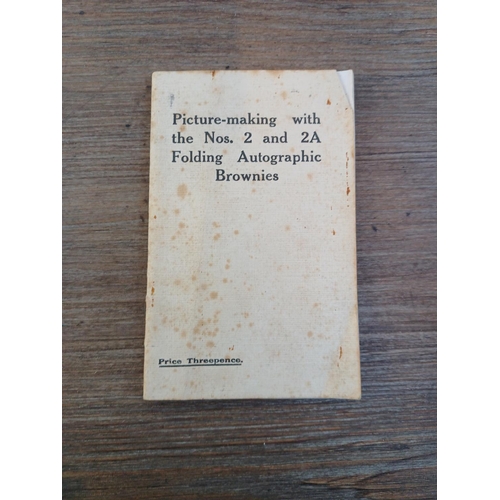 Picture-making with
the Nos. 2 and 2A
Folding Autographic
Brownies
Price Threepence.